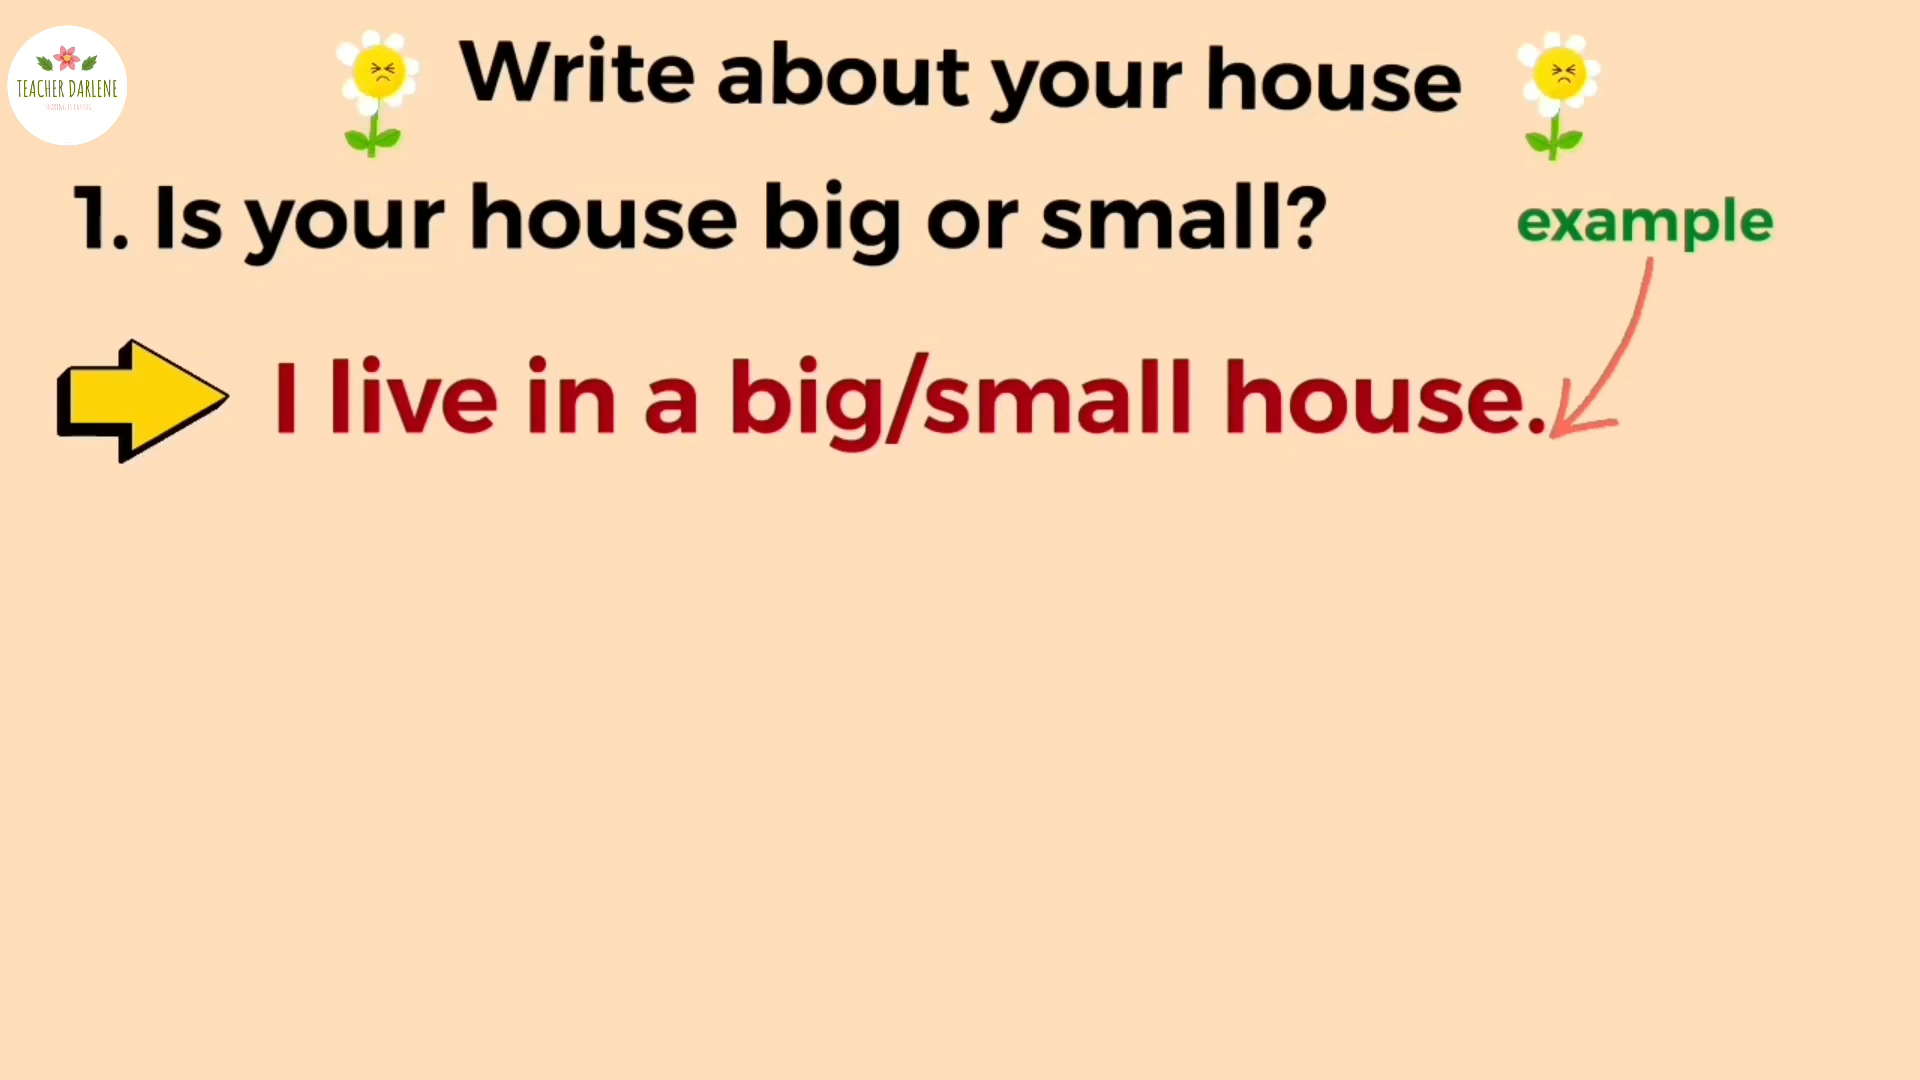 TEACHER DARLENE
Write about your house
1. Is your house big or small?
example
I live in a big/small house.